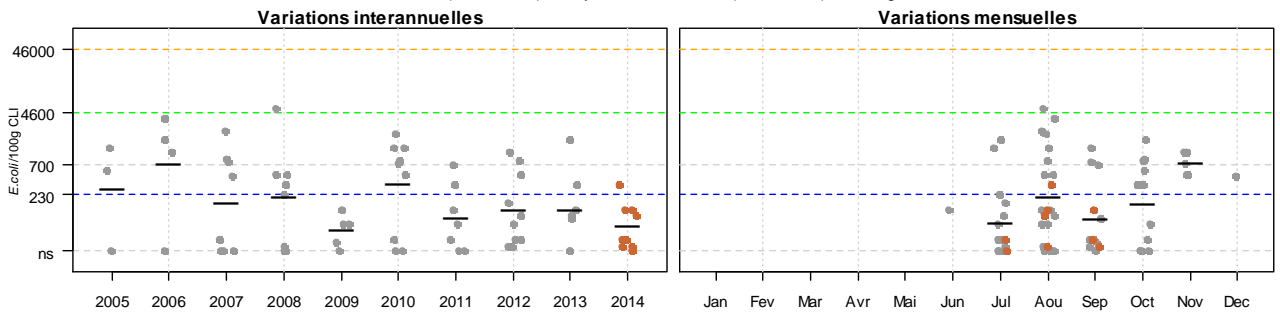 Variations interannuelles
Variations mensuelles
E.coli/100g CLI
46000
4600
700
230
ns
2005 2006 2007 2008 2009 2010 2011 2012 2013 2014
Jan Fev Mar Avr Mai Jun Jul Aou Sep Oct Nov Dec